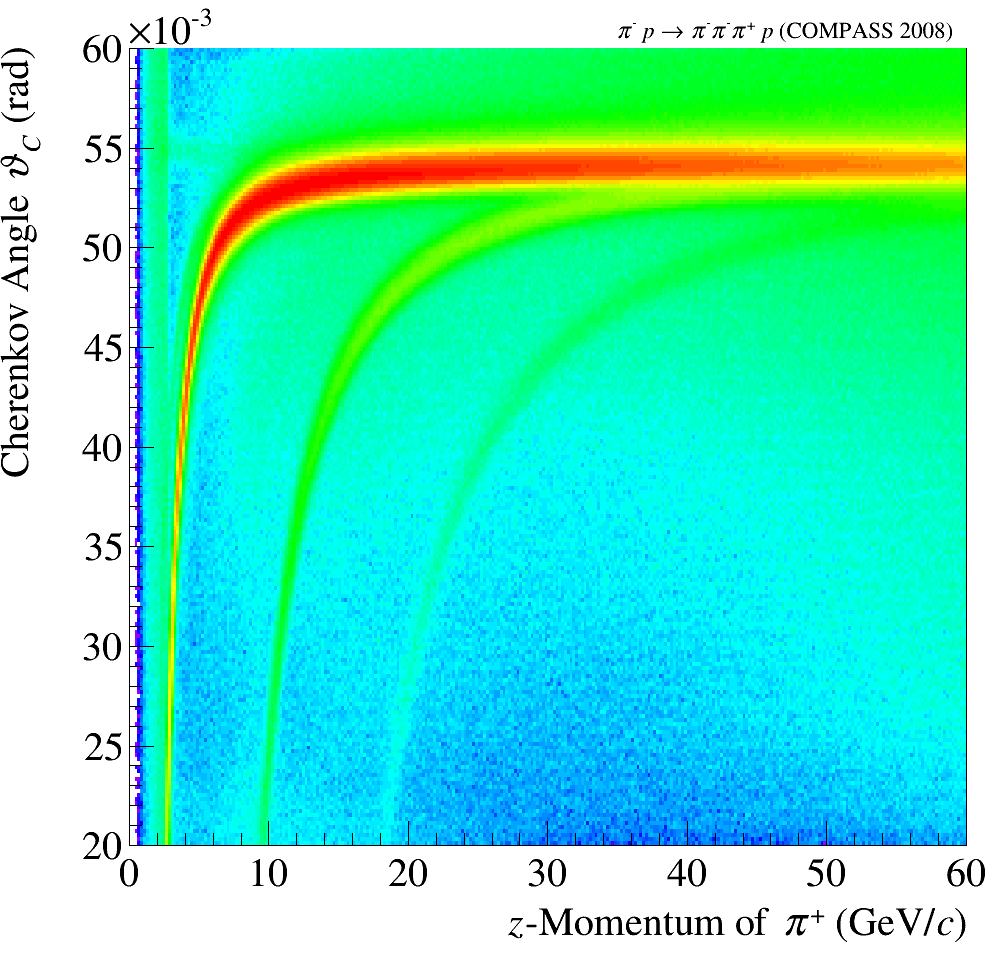 ×10⁻³
π⁻ p → π⁻π⁻π⁺ p (COMPASS 2008)
Cherenkov Angle ϑ_C (rad)
60
55
50
45
40
35
30
25
20
0 10 20 30 40 50 60
z-Momentum of π⁺ (GeV/c)